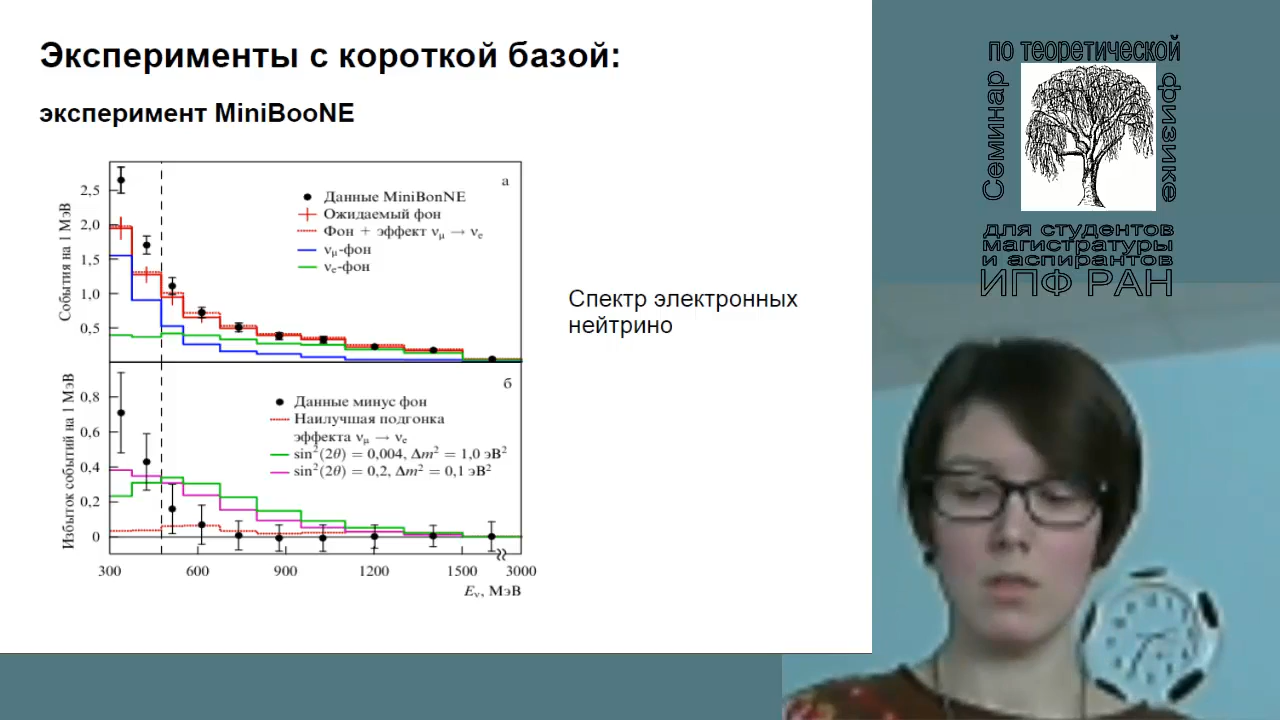 Эксперименты с короткой базой:
эксперимент MiniBooNE
События на 1 МэВ
2,5
2,0
1,5
1,0
0,5
а
Данные MiniBonNE
Ожидаемый фон
Фон + эффект νμ → νe
νμ-фон
νe-фон
Избыток событий на 1 МэВ
0,8
0,6
0,4
0,2
0
б
Данные минус фон
Наилучшая подгонка
эффекта νμ → νe
sin²(2θ) = 0,004, Δm² = 1,0 эВ²
sin²(2θ) = 0,2, Δm² = 0,1 эВ²
300 600 900 1200 1500 3000
Eν, МэВ
Спектр электронных
нейтрино
Семинар
по теоретической
физике
для студентов
магистратуры
и аспирантов
ИПФ РАН